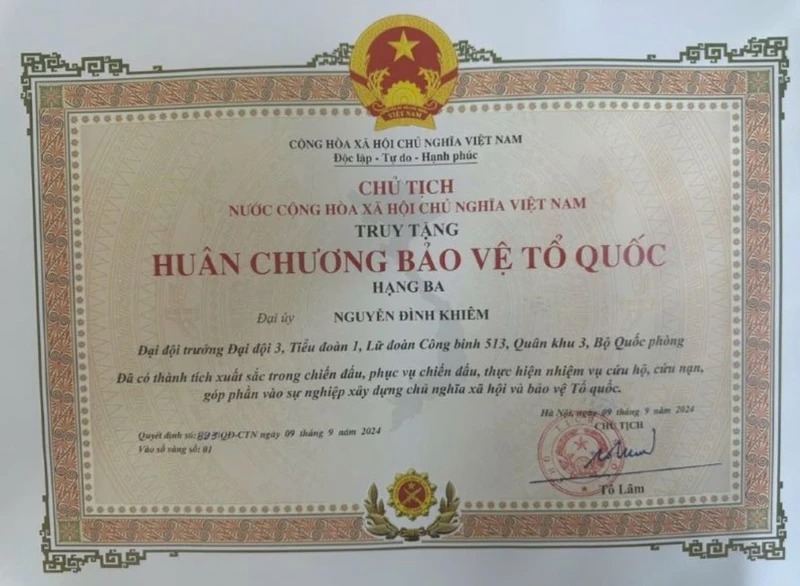 VIỆT NAM
CỘNG HÒA XÃ HỘI CHỦ NGHĨA VIỆT NAM
Độc lập - Tự do - Hạnh phúc
CHỦ TỊCH
NƯỚC CỘNG HÒA XÃ HỘI CHỦ NGHĨA VIỆT NAM
TRUY TẶNG
HUÂN CHƯƠNG BẢO VỆ TỔ QUỐC
HẠNG BA
Đại úy NGUYỄN ĐÌNH KHIÊM
Đại đội trưởng Đại đội 3, Tiểu đoàn 1, Lữ đoàn Công binh 513, Quân khu 3, Bộ Quốc phòng
Đã có thành tích xuất sắc trong chiến đấu, phục vụ chiến đấu, thực hiện nhiệm vụ cứu hộ, cứu nạn,
góp phần vào sự nghiệp xây dựng chủ nghĩa xã hội và bảo vệ Tổ quốc.
Hà Nội, ngày 09 tháng 9 năm 2024
CHỦ TỊCH
Quyết định số: QĐ-CTN ngày 09 tháng 9 năm 2024
Vào sổ vàng số: 01
Tô Lâm